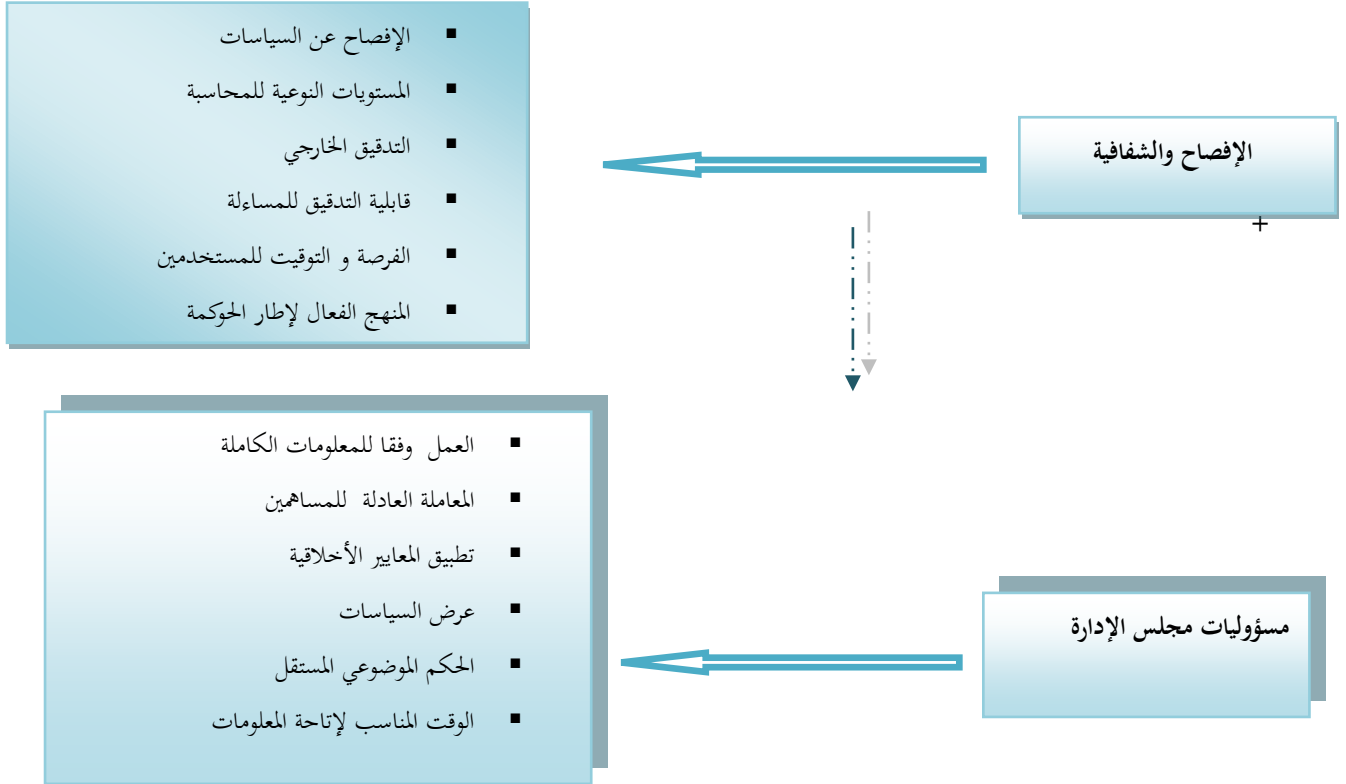 الإفصاح والشفافية
+
▪ الإفصاح عن السياسات
▪ المستويات النوعية للمحاسبة
▪ التدقيق الخارجي
▪ قابلية التدقيق للمساءلة
▪ الفرصة و التوقيت للمستخدمين
▪ المنهج الفعال لإطار الحوكمة
مسؤوليات مجلس الإدارة
▪ العمل وفقا للمعلومات الكاملة
▪ المعاملة العادلة للمساهمين
▪ تطبيق المعايير الأخلاقية
▪ عرض السياسات
▪ الحكم الموضوعي المستقل
▪ الوقت المناسب لإتاحة المعلومات